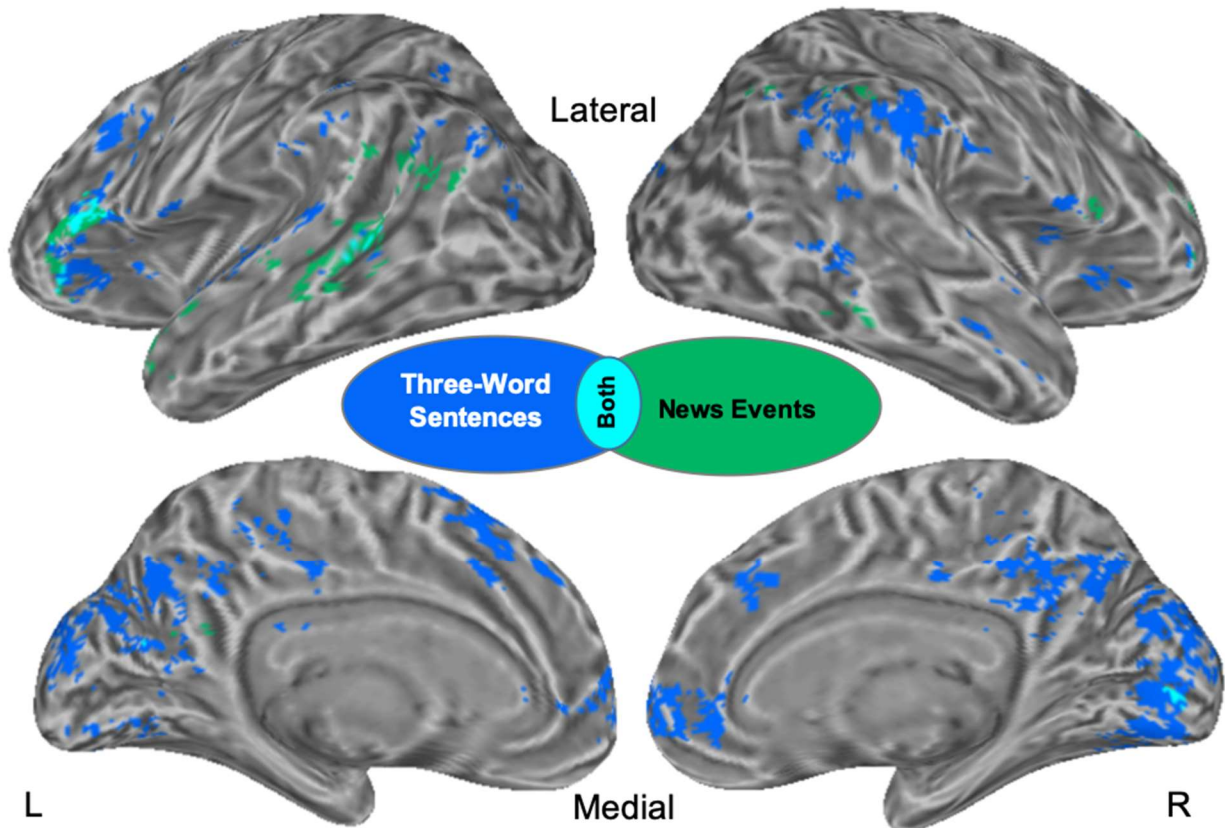 Lateral
Three-Word
Sentences
Both
News Events
L
Medial
R